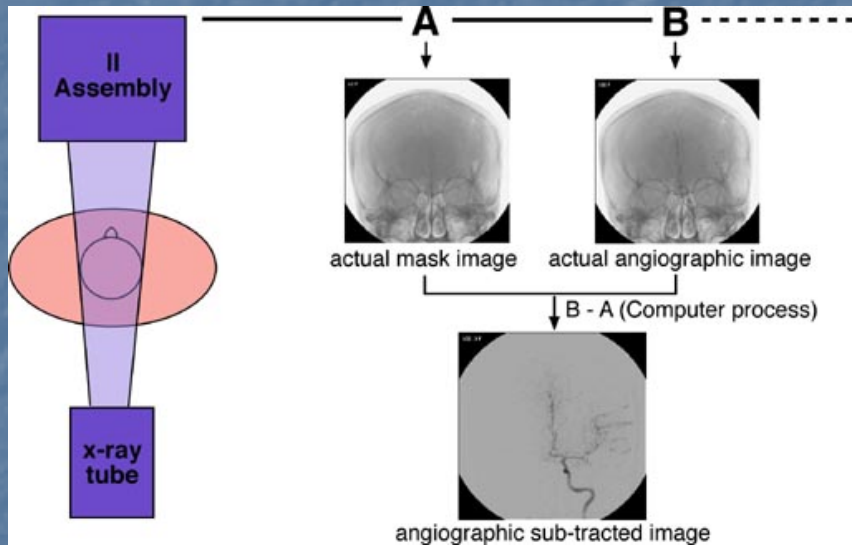 II
Assembly
A
B
actual mask image
actual angiographic image
B - A (Computer process)
x-ray
tube
angiographic sub-tracted image